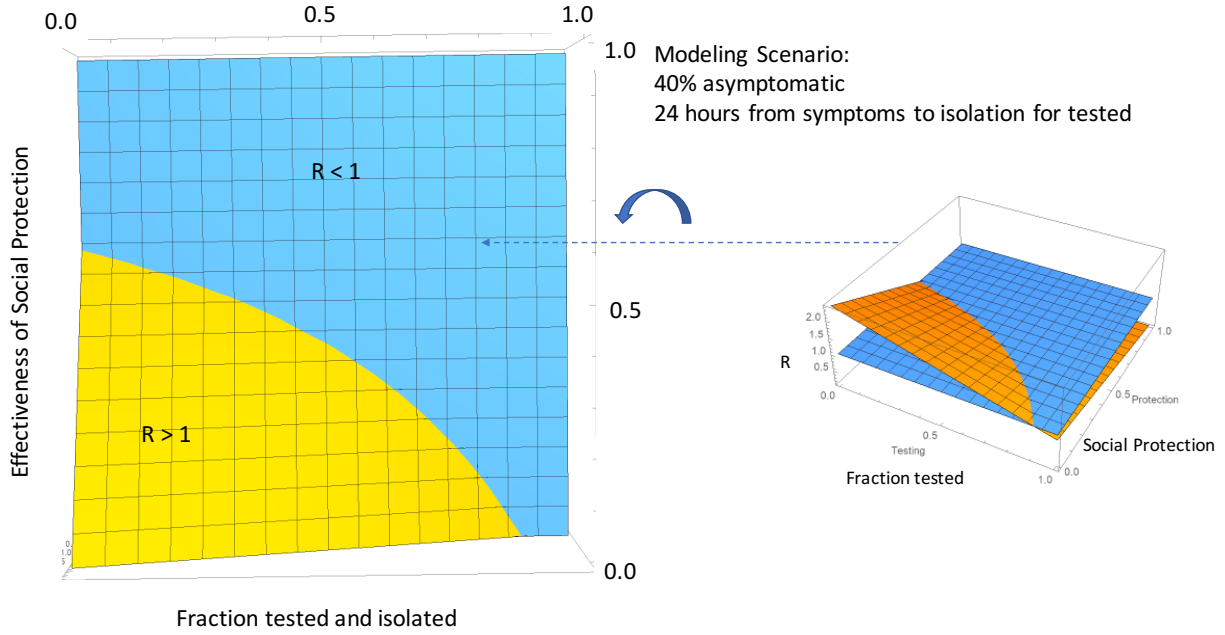 0.0 0.5 1.0
1.0
Modeling Scenario:
40% asymptomatic
24 hours from symptoms to isolation for tested
Effectiveness of Social Protection
R < 1
0.5
R > 1
0.0
Fraction tested and isolated
R
2.0
1.5
1.0
0.5
0.0
0.5
1.0
Testing
Fraction tested
0.0
0.5
1.0
Protection
Social Protection